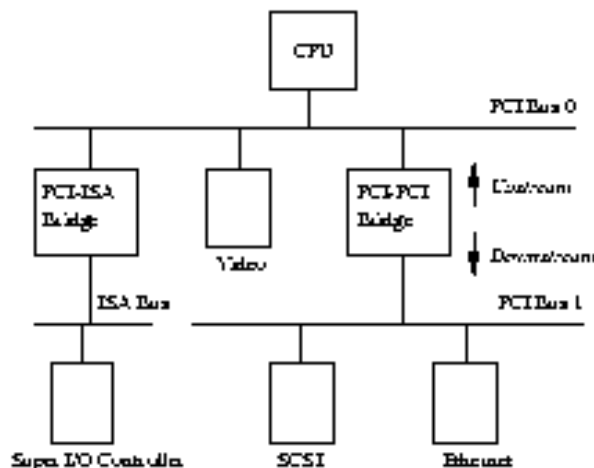 CPU
PCI Bus 0
PCI-ISA
Bridge
PCI-PCI
Bridge
Upstream
Video
Downstream
ISA Bus
PCI Bus 1
Super I/O Controller
SCSI
Ethernet